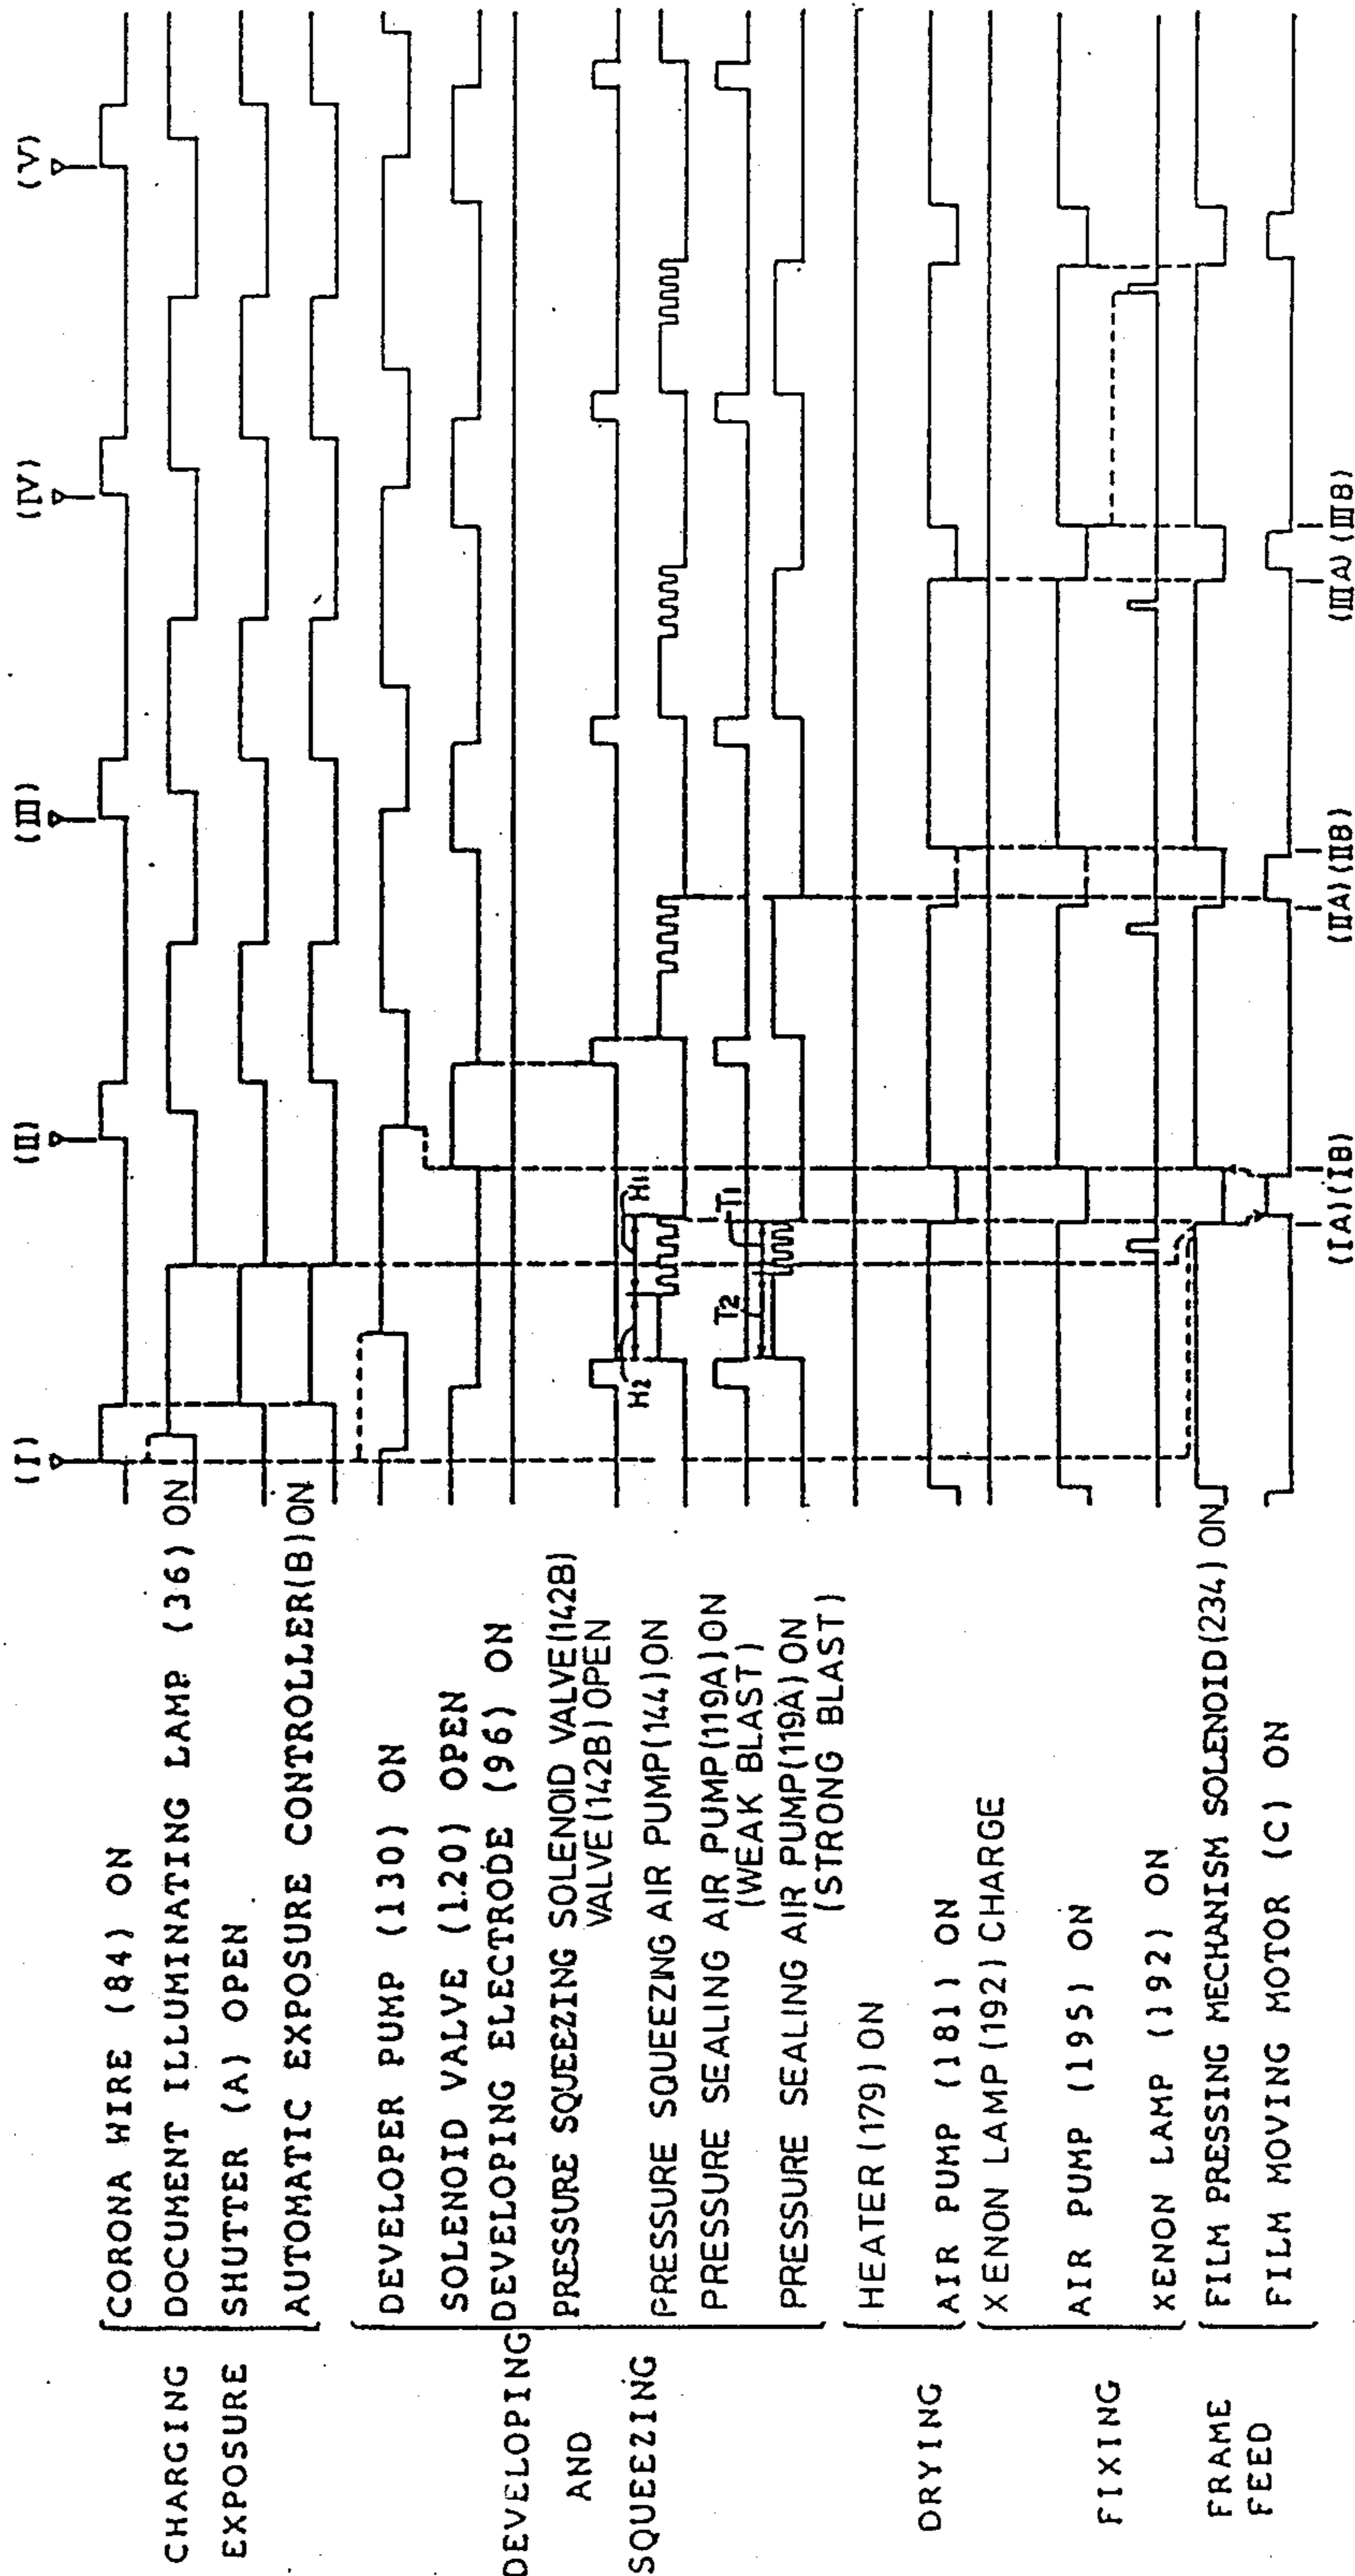 (I) (II) (III) (IV) (V)
CHARGING
EXPOSURE
CORONA WIRE (84) ON
DOCUMENT ILLUMINATING LAMP (36) ON
SHUTTER (A) OPEN
AUTOMATIC EXPOSURE CONTROLLER(B) ON
DEVELOPING
AND
SQUEEZING
DEVELOPER PUMP (130) ON
SOLENOID VALVE (120) OPEN
DEVELOPING ELECTRODE (96) ON
PRESSURE SQUEEZING SOLENOID VALVE(142B)
VALVE(142B) OPEN
PRESSURE SQUEEZING AIR PUMP(144)ON
PRESSURE SEALING AIR PUMP(119A)ON
(WEAK BLAST)
PRESSURE SEALING AIR PUMP(119A)ON
(STRONG BLAST)
H2 H1
T2 T1
DRYING
HEATER(179)ON
AIR PUMP (181) ON
FIXING
XENON LAMP(192) CHARGE
AIR PUMP (195) ON
XENON LAMP (192) ON
FRAME
FEED
FILM PRESSING MECHANISM SOLENOID(234) ON
FILM MOVING MOTOR (C) ON
(IA)(IB) (IIA)(IIB) (IIIA)(IIIB)